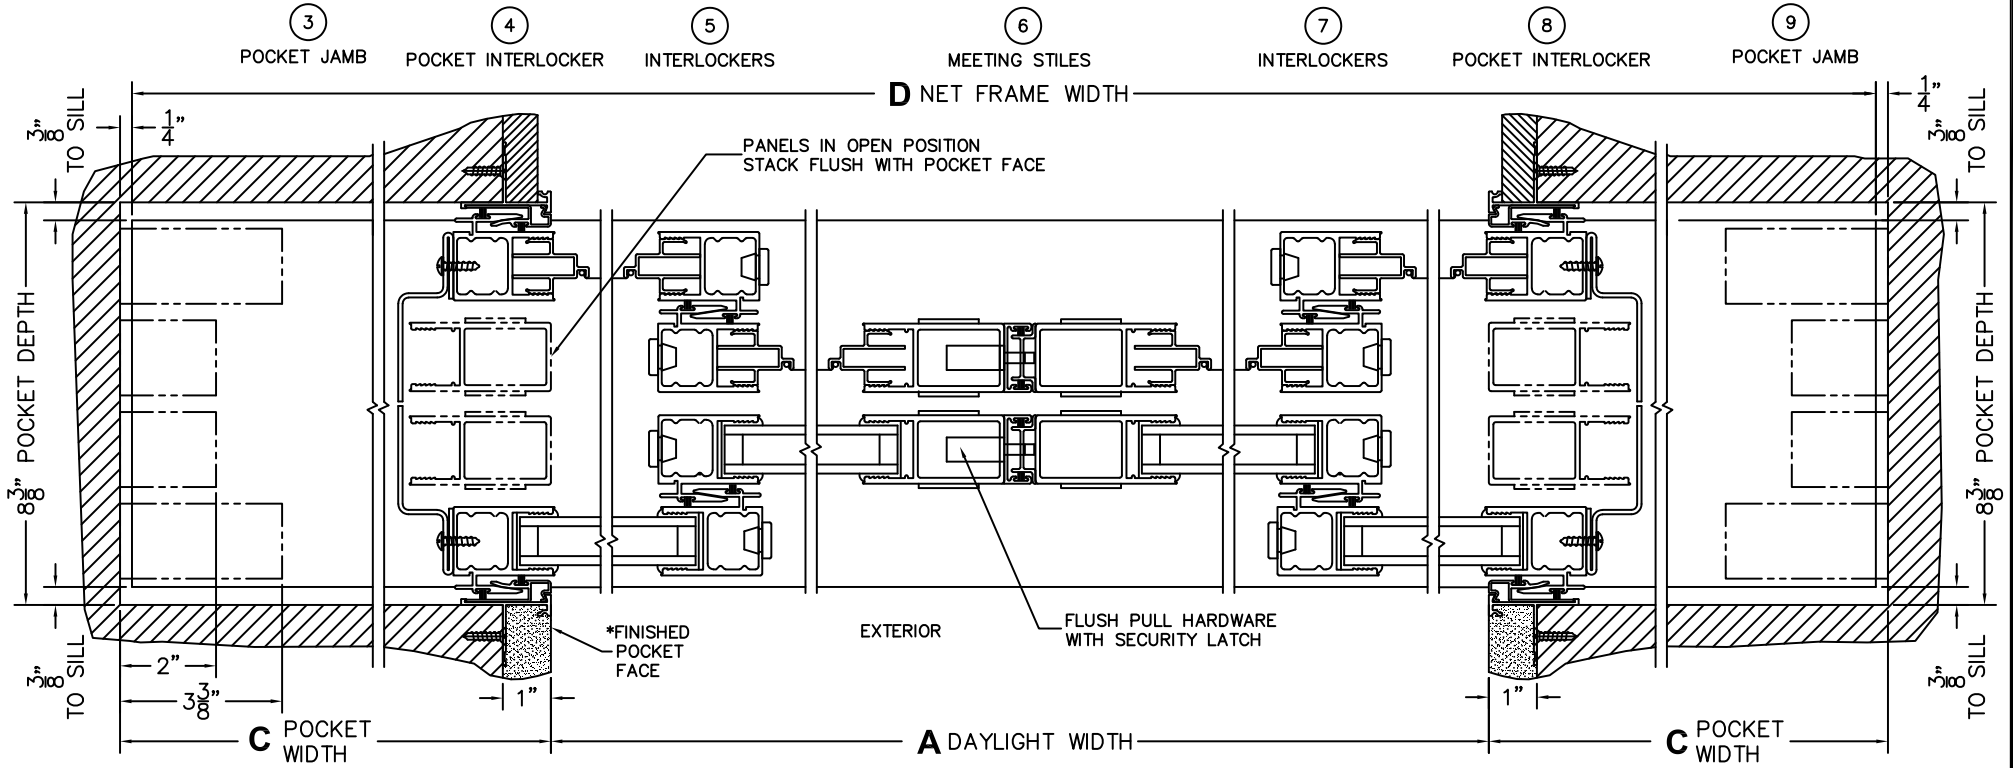 3
POCKET JAMB
4
POCKET INTERLOCKER
5
INTERLOCKERS
6
MEETING STILES
7
INTERLOCKERS
8
POCKET INTERLOCKER
9
POCKET JAMB
D NET FRAME WIDTH
3/8"
TO SILL
1/4"
1/4"
3/8"
TO SILL
PANELS IN OPEN POSITION
STACK FLUSH WITH POCKET FACE
8 3/8" POCKET DEPTH
8 3/8" POCKET DEPTH
*FINISHED
POCKET
FACE
EXTERIOR
FLUSH PULL HARDWARE
WITH SECURITY LATCH
3/8"
TO SILL
2"
3 3/8"
1"
1"
3/8"
TO SILL
C POCKET
WIDTH
A DAYLIGHT WIDTH
C POCKET
WIDTH